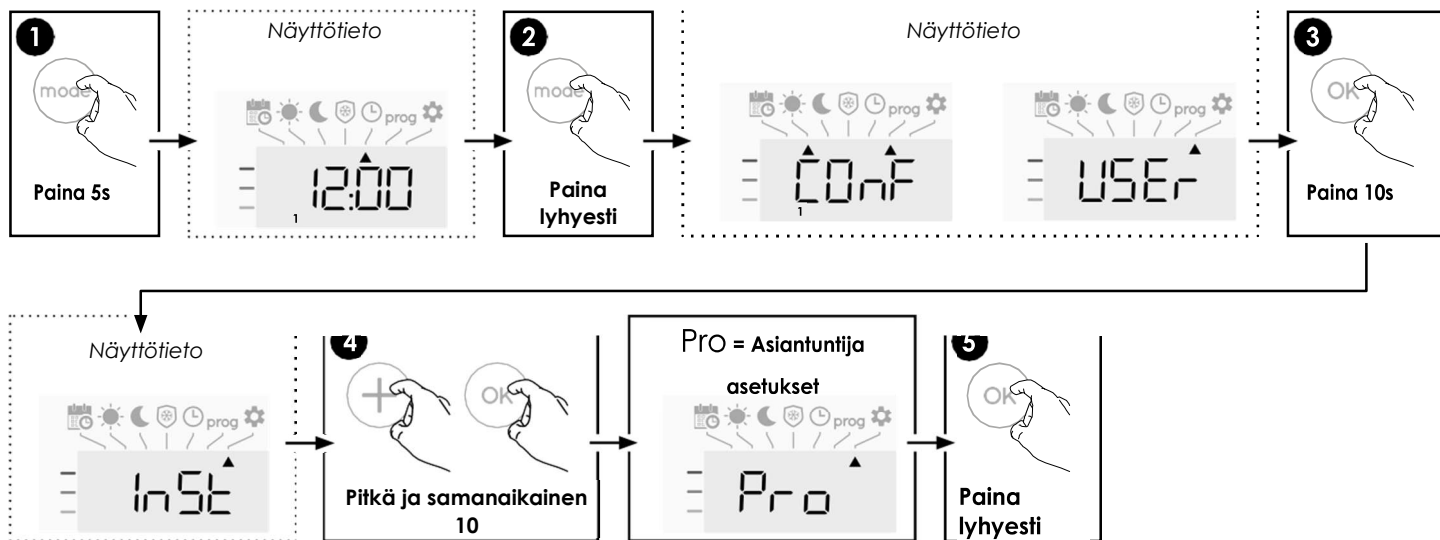 1
mode
Paina 5s
Näyttötieto
prog
12:00
1
2
mode
Paina
lyhyesti
Näyttötieto
prog
COnF
1
prog
USEr
3
OK
Paina 10s
Näyttötieto
prog
InSt
4
+
OK
Pitkä ja samanaikainen
10
Pro = Asiantuntija
asetukset
prog
Pro
5
OK
Paina
lyhyesti